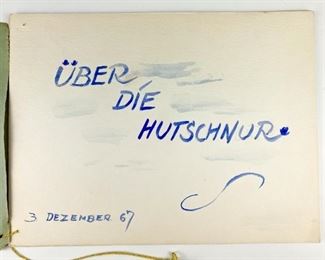 ÜBER
DIE
HUTSCHNUR.
3. DEZEMBER 67